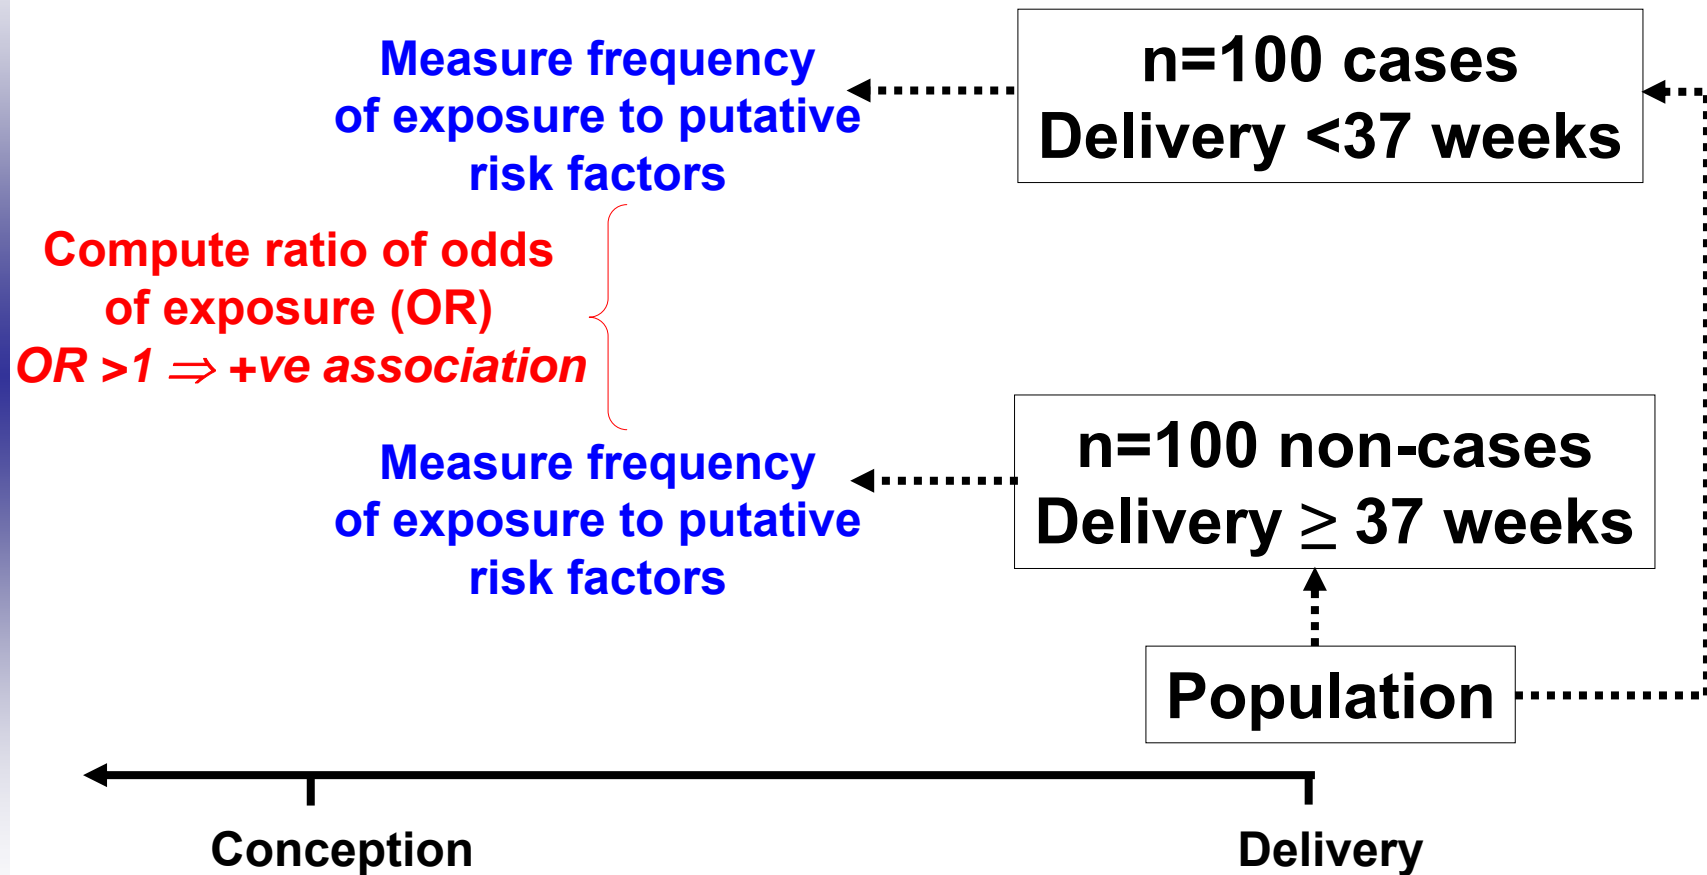 Measure frequency
of exposure to putative
risk factors
n=100 cases
Delivery <37 weeks
Compute ratio of odds
of exposure (OR)
OR >1 ⇒ +ve association
Measure frequency
of exposure to putative
risk factors
n=100 non-cases
Delivery ≥ 37 weeks
Population
Conception
Delivery